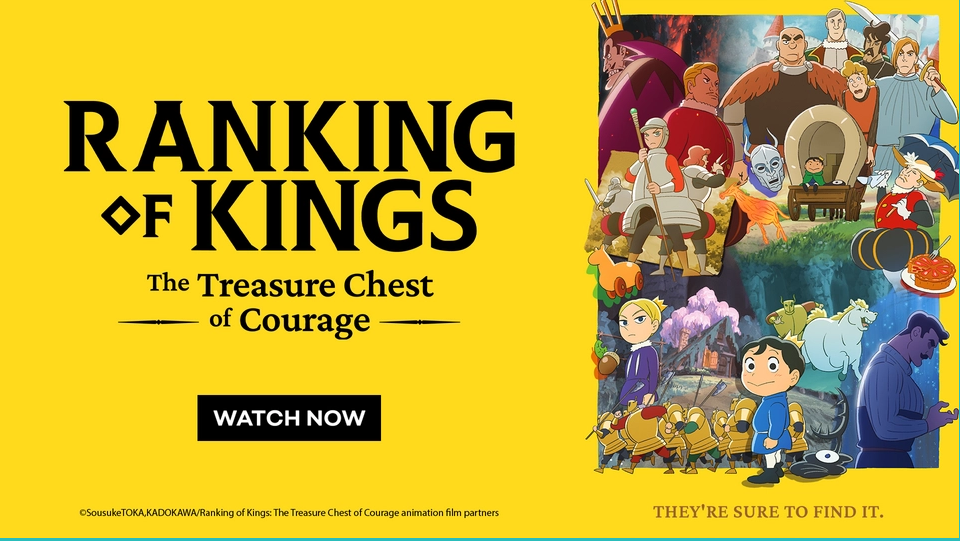 RANKING
OF KINGS
The Treasure Chest
of Courage
WATCH NOW
©SousukeTOKA,KADOKAWA/Ranking of Kings: The Treasure Chest of Courage animation film partners
THEY'RE SURE TO FIND IT.